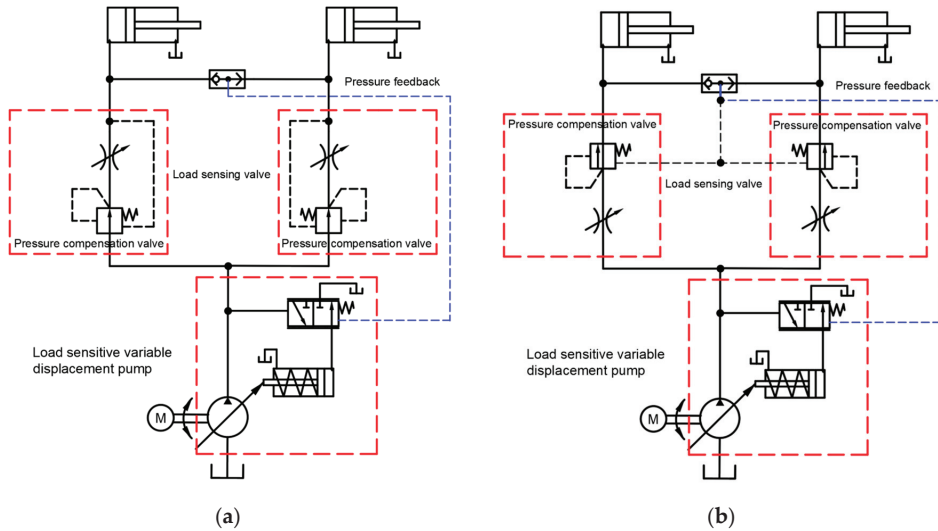 Pressure feedback
Load sensing valve
Pressure compensation valve
Pressure compensation valve
Load sensitive variable
displacement pump
M
(a)
Pressure feedback
Pressure compensation valve
Pressure compensation valve
Load sensing valve
Load sensitive variable
displacement pump
M
(b)